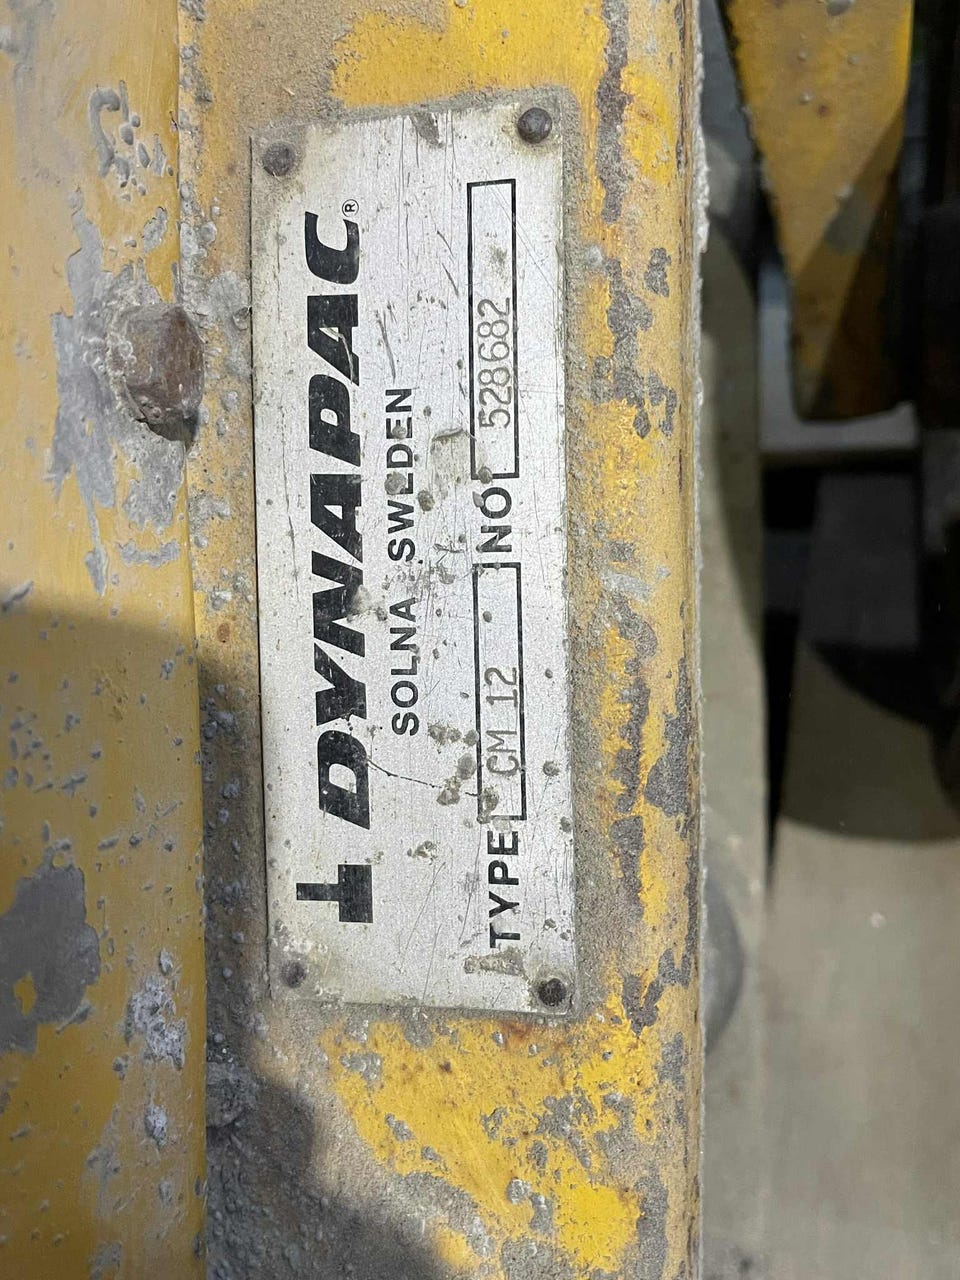 DYNAPAC®
SOLNA SWEDEN
TYPE CM 12 NO 528682